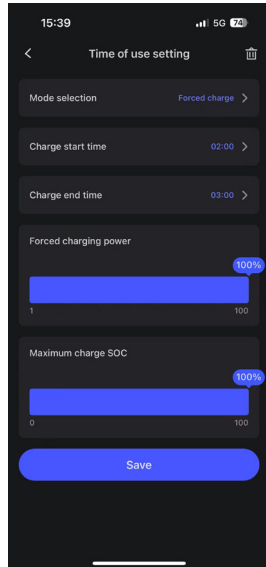 15:39 5G 74
Time of use setting
Mode selection Forced charge
Charge start time 02:00
Charge end time 03:00
Forced charging power
100%
1 100
Maximum charge SOC
100%
0 100
Save